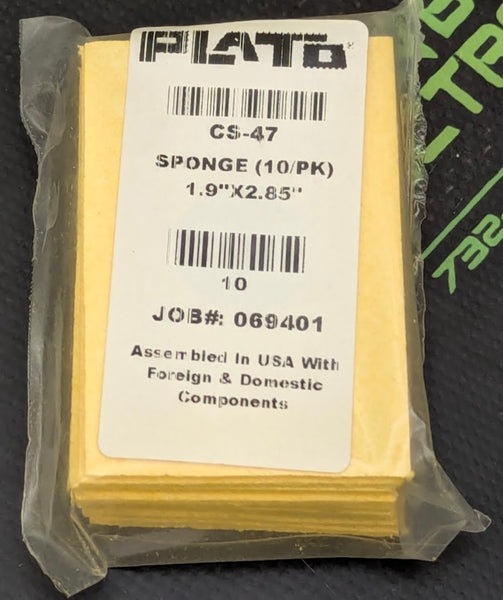 PLATO
CS-47
SPONGE (10/PK)
1.9"X2.85"
10
JOB#: 069401
Assembled In USA With
Foreign & Domestic
Components
732